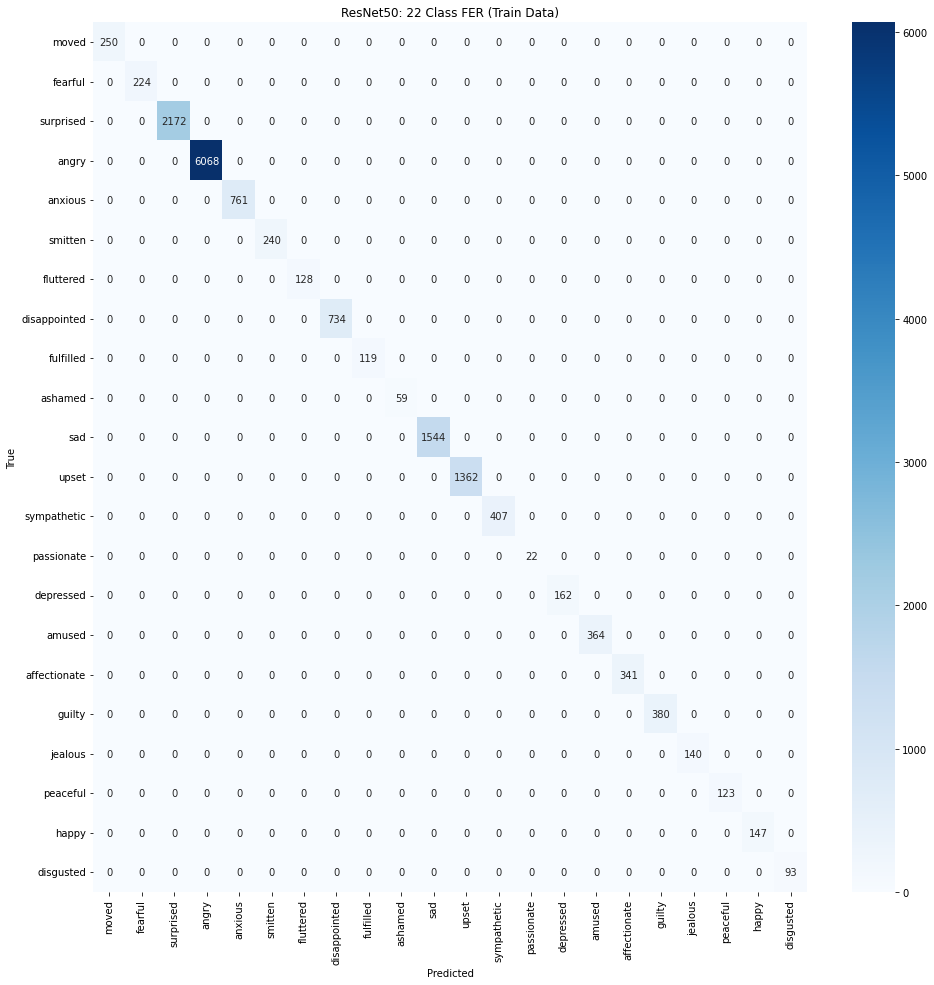 ResNet50: 22 Class FER (Train Data)
moved 250 0 0 0 0 0 0 0 0 0 0 0 0 0 0 0 0 0 0 0 0 0
fearful 0 224 0 0 0 0 0 0 0 0 0 0 0 0 0 0 0 0 0 0 0 0
surprised 0 0 2172 0 0 0 0 0 0 0 0 0 0 0 0 0 0 0 0 0 0 0
angry 0 0 0 6068 0 0 0 0 0 0 0 0 0 0 0 0 0 0 0 0 0 0
anxious 0 0 0 0 761 0 0 0 0 0 0 0 0 0 0 0 0 0 0 0 0 0
smitten 0 0 0 0 0 240 0 0 0 0 0 0 0 0 0 0 0 0 0 0 0 0
fluttered 0 0 0 0 0 0 128 0 0 0 0 0 0 0 0 0 0 0 0 0 0 0
disappointed 0 0 0 0 0 0 0 734 0 0 0 0 0 0 0 0 0 0 0 0 0 0
fulfilled 0 0 0 0 0 0 0 0 119 0 0 0 0 0 0 0 0 0 0 0 0 0
ashamed 0 0 0 0 0 0 0 0 0 59 0 0 0 0 0 0 0 0 0 0 0 0
sad 0 0 0 0 0 0 0 0 0 0 1544 0 0 0 0 0 0 0 0 0 0 0
upset 0 0 0 0 0 0 0 0 0 0 0 1362 0 0 0 0 0 0 0 0 0 0
sympathetic 0 0 0 0 0 0 0 0 0 0 0 0 407 0 0 0 0 0 0 0 0 0
passionate 0 0 0 0 0 0 0 0 0 0 0 0 0 22 0 0 0 0 0 0 0 0
depressed 0 0 0 0 0 0 0 0 0 0 0 0 0 0 162 0 0 0 0 0 0 0
amused 0 0 0 0 0 0 0 0 0 0 0 0 0 0 0 364 0 0 0 0 0 0
affectionate 0 0 0 0 0 0 0 0 0 0 0 0 0 0 0 0 341 0 0 0 0 0
guilty 0 0 0 0 0 0 0 0 0 0 0 0 0 0 0 0 0 380 0 0 0 0
jealous 0 0 0 0 0 0 0 0 0 0 0 0 0 0 0 0 0 0 140 0 0 0
peaceful 0 0 0 0 0 0 0 0 0 0 0 0 0 0 0 0 0 0 0 123 0 0
happy 0 0 0 0 0 0 0 0 0 0 0 0 0 0 0 0 0 0 0 0 147 0
disgusted 0 0 0 0 0 0 0 0 0 0 0 0 0 0 0 0 0 0 0 0 0 93
True
moved fearful surprised angry anxious smitten fluttered disappointed fulfilled ashamed sad upset sympathetic passionate depressed amused affectionate guilty jealous peaceful happy disgusted
Predicted
6000
5000
4000
3000
2000
1000
0